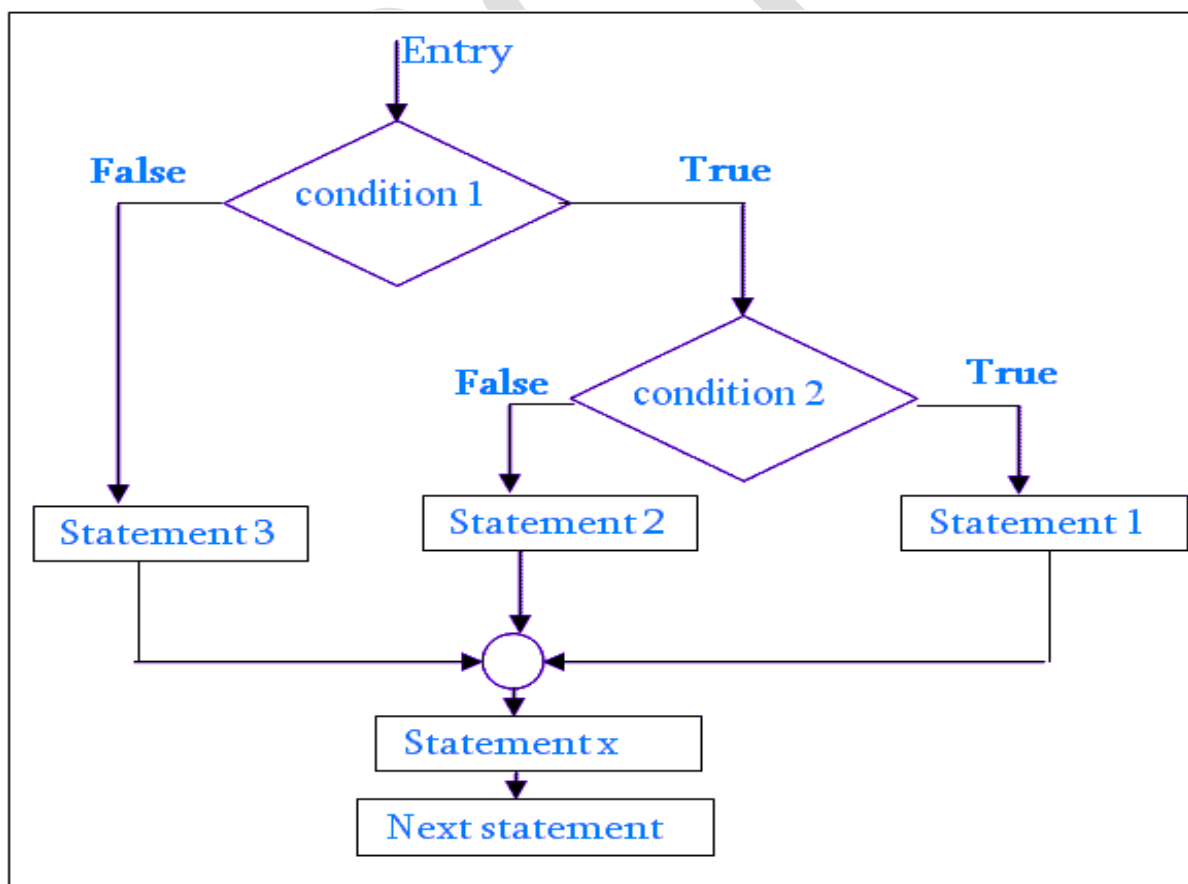 Entry
False
True
condition 1
False
True
condition 2
Statement 3
Statement 2
Statement 1
Statement x
Next statement